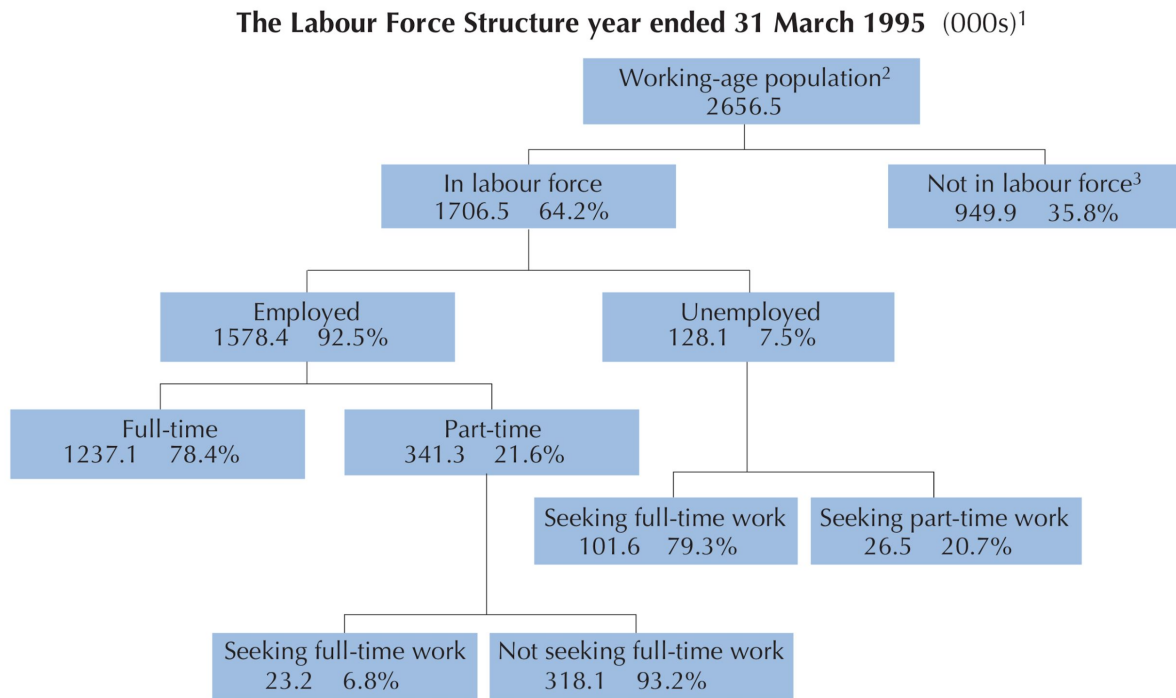 The Labour Force Structure year ended 31 March 1995 (000s)¹
Working-age population²
2656.5
In labour force
1706.5 64.2%
Not in labour force³
949.9 35.8%
Employed
1578.4 92.5%
Unemployed
128.1 7.5%
Full-time
1237.1 78.4%
Part-time
341.3 21.6%
Seeking full-time work
101.6 79.3%
Seeking part-time work
26.5 20.7%
Seeking full-time work
23.2 6.8%
Not seeking full-time work
318.1 93.2%